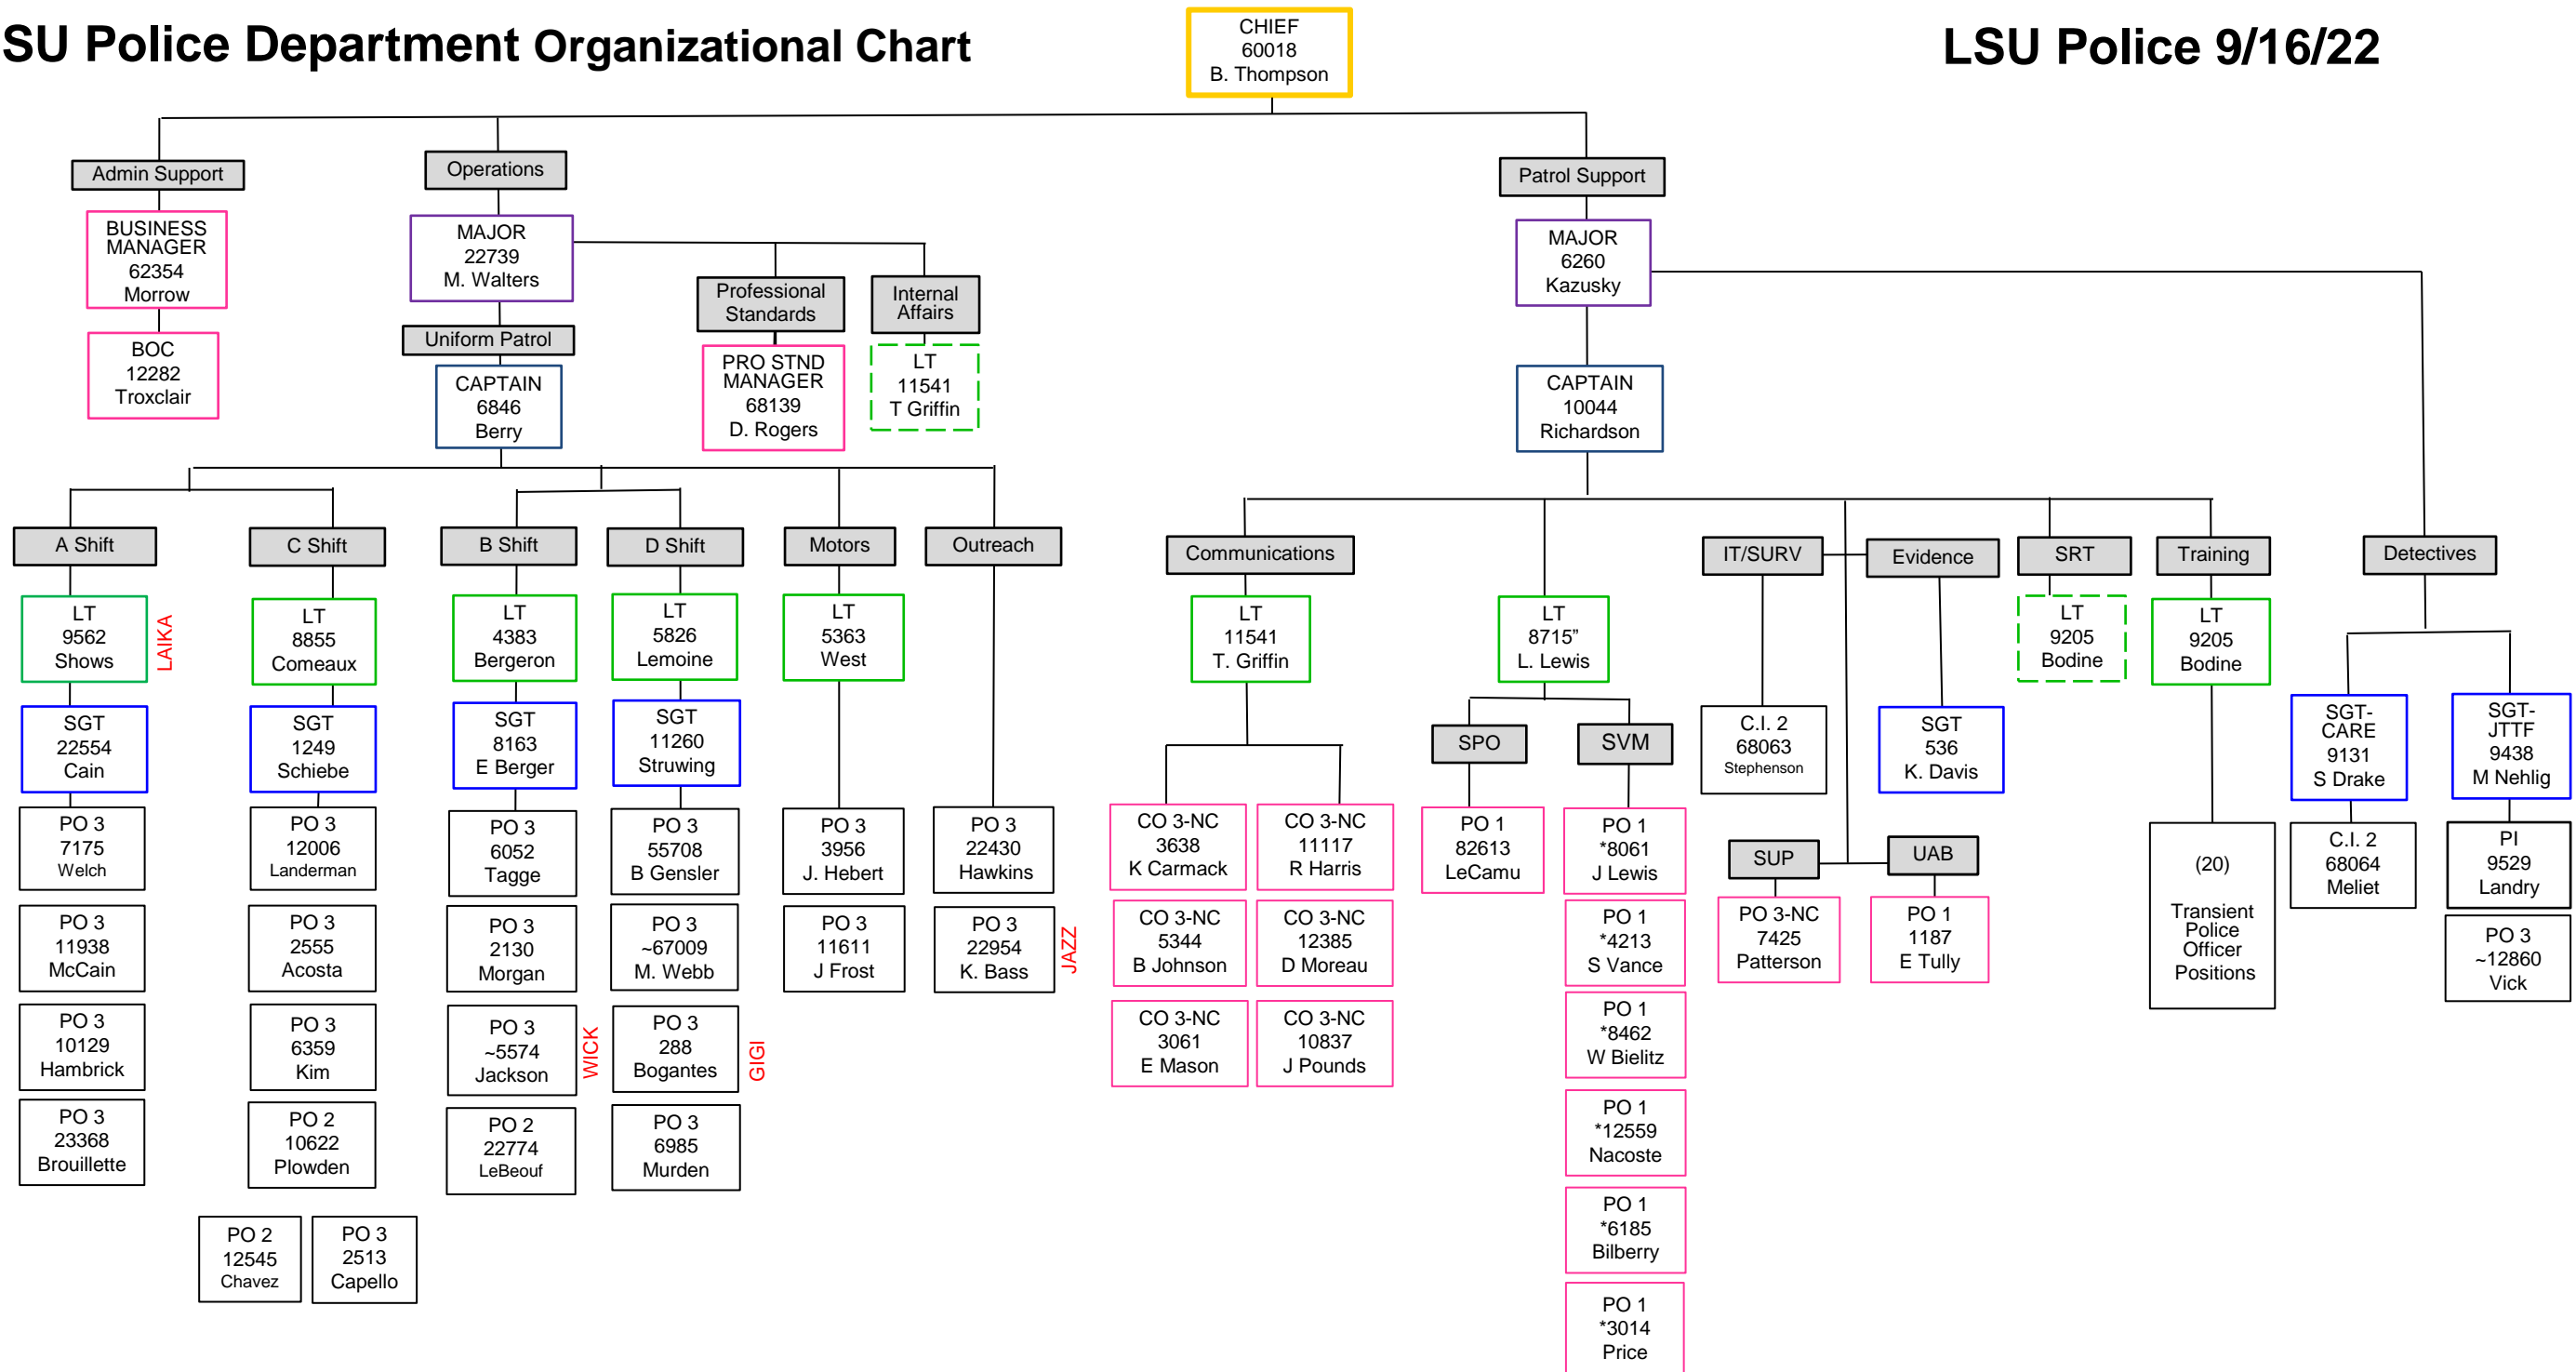 SU Police Department Organizational Chart
LSU Police 9/16/22
CHIEF
60018
B. Thompson
Admin Support
BUSINESS
MANAGER
62354
Morrow
BOC
12282
Troxclair
Operations
MAJOR
22739
M. Walters
Professional
Standards
PRO STND
MANAGER
68139
D. Rogers
Internal
Affairs
LT
11541
T Griffin
Uniform Patrol
CAPTAIN
6846
Berry
A Shift
LT
9562
Shows
LAIKA
SGT
22554
Cain
PO 3
7175
Welch
PO 3
11938
McCain
PO 3
10129
Hambrick
PO 3
23368
Brouillette
C Shift
LT
8855
Comeaux
SGT
1249
Schiebe
PO 3
12006
Landerman
PO 3
2555
Acosta
PO 3
6359
Kim
PO 2
10622
Plowden
PO 2
12545
Chavez
PO 3
2513
Capello
B Shift
LT
4383
Bergeron
SGT
8163
E Berger
PO 3
6052
Tagge
PO 3
2130
Morgan
PO 3
~5574
Jackson
WICK
PO 2
22774
LeBeouf
D Shift
LT
5826
Lemoine
SGT
11260
Struwing
PO 3
55708
B Gensler
PO 3
~67009
M. Webb
PO 3
288
Bogantes
GIGI
PO 3
6985
Murden
Motors
LT
5363
West
PO 3
3956
J. Hebert
PO 3
11611
J Frost
Outreach
PO 3
22430
Hawkins
PO 3
22954
K. Bass
JAZZ
Patrol Support
MAJOR
6260
Kazusky
CAPTAIN
10044
Richardson
Communications
LT
11541
T. Griffin
CO 3-NC
3638
K Carmack
CO 3-NC
11117
R Harris
CO 3-NC
5344
B Johnson
CO 3-NC
12385
D Moreau
CO 3-NC
3061
E Mason
CO 3-NC
10837
J Pounds
LT
8715”
L. Lewis
SPO
PO 1
82613
LeCamu
SVM
PO 1
*8061
J Lewis
PO 1
*4213
S Vance
PO 1
*8462
W Bielitz
PO 1
*12559
Nacoste
PO 1
*6185
Bilberry
PO 1
*3014
Price
IT/SURV
C.I. 2
68063
Stephenson
Evidence
SGT
536
K. Davis
SUP
PO 3-NC
7425
Patterson
UAB
PO 1
1187
E Tully
SRT
LT
9205
Bodine
Training
LT
9205
Bodine
(20)
Transient
Police
Officer
Positions
Detectives
SGT-
CARE
9131
S Drake
C.I. 2
68064
Meliet
SGT-
JTTF
9438
M Nehlig
PI
9529
Landry
PO 3
~12860
Vick